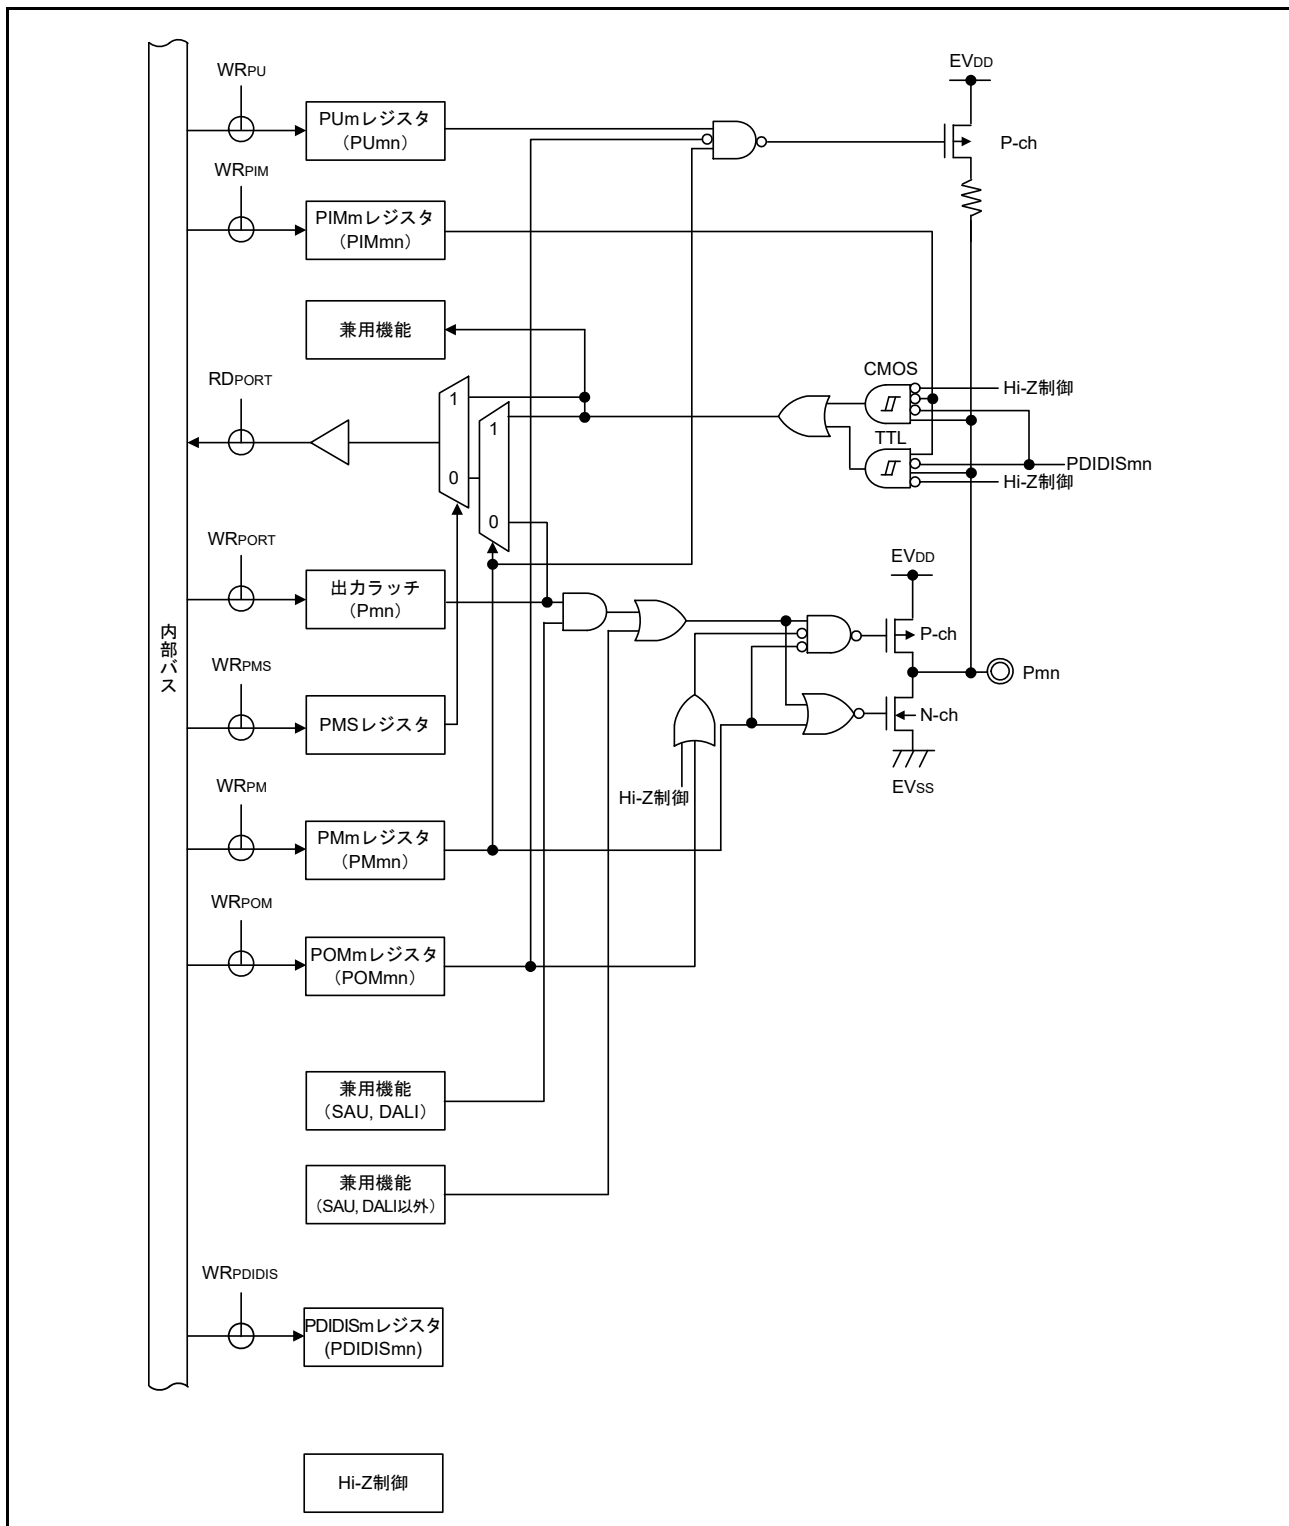 EVDD
WRPU
PUmレジスタ
（PUmn）
P-ch
WRPIM
PIMmレジスタ
（PIMmn）
兼用機能
CMOS
RDPORT
Hi-Z制御
1
1
TTL
PDIDISmn
0
Hi-Z制御
0
WRPORT
EVDD
出力ラッチ
（Pmn）
内部バス
P-ch
WRPMS
Pmn
PMSレジスタ
N-ch
WRPM
EVSS
Hi-Z制御
PMmレジスタ
（PMmn）
WRPOM
POMmレジスタ
（POMmn）
兼用機能
（SAU, DALI）
兼用機能
（SAU, DALI以外）
WRPDIDIS
PDIDISmレジスタ
(PDIDISmn)
Hi-Z制御